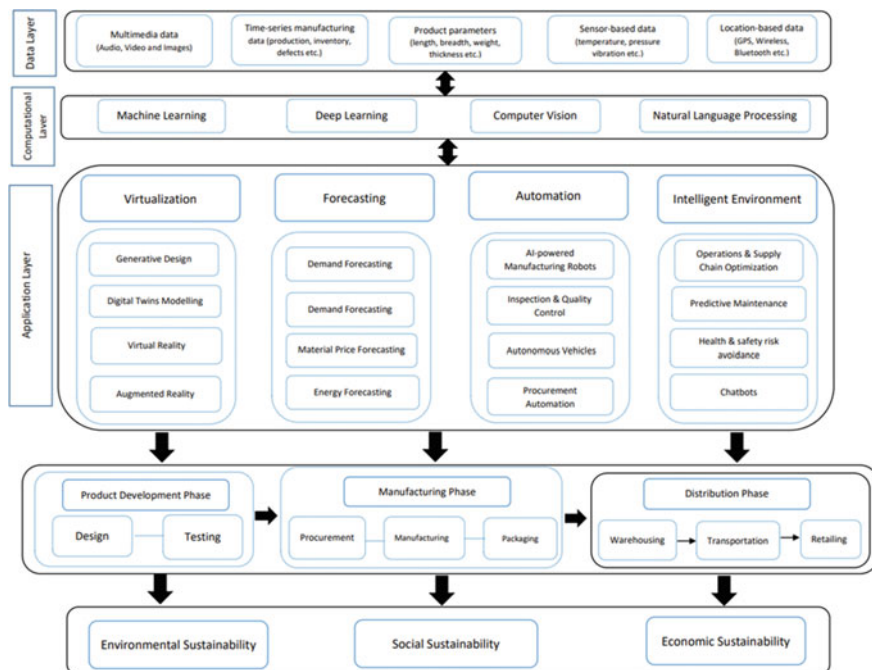 Data Layer
Multimedia data
(Audio, Video and Images)
Time-series manufacturing
data (production, inventory,
defects etc.)
Product parameters
(length, breadth, weight,
thickness etc.)
Sensor-based data
(temperature, pressure
vibration etc.)
Location-based data
(GPS, Wireless,
Bluetooth etc.)
Computational
Layer
Machine Learning
Deep Learning
Computer Vision
Natural Language Processing
Application Layer
Virtualization
Forecasting
Automation
Intelligent Environment
Generative Design
Digital Twins Modelling
Virtual Reality
Augmented Reality
Demand Forecasting
Demand Forecasting
Material Price Forecasting
Energy Forecasting
AI-powered
Manufacturing Robots
Inspection & Quality
Control
Autonomous Vehicles
Procurement
Automation
Operations & Supply
Chain Optimization
Predictive Maintenance
Health & safety risk
avoidance
Chatbots
Product Development Phase
Design
Testing
Manufacturing Phase
Procurement
Manufacturing
Packaging
Distribution Phase
Warehousing
Transportation
Retailing
Environmental Sustainability
Social Sustainability
Economic Sustainability